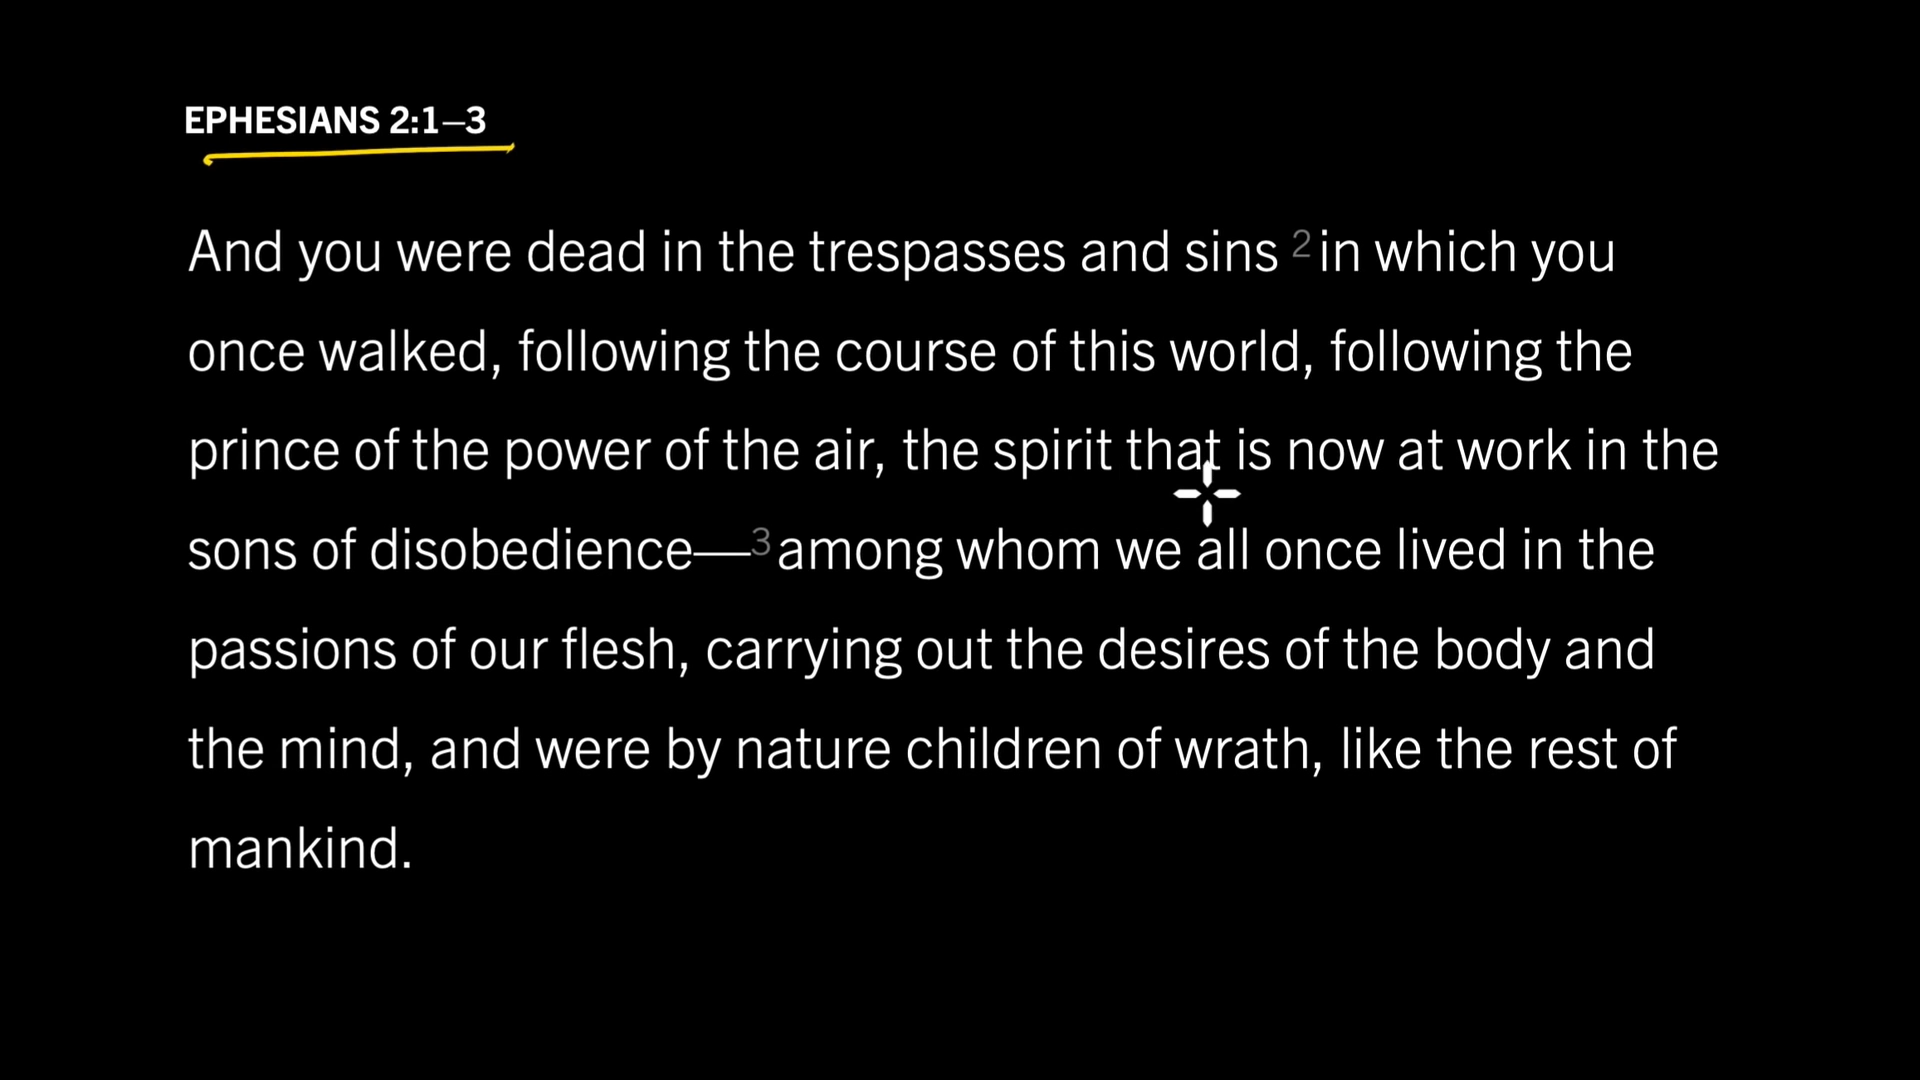 EPHESIANS 2:1–3
And you were dead in the trespasses and sins 2 in which you
once walked, following the course of this world, following the
prince of the power of the air, the spirit that is now at work in the
sons of disobedience—3 among whom we all once lived in the
passions of our flesh, carrying out the desires of the body and
the mind, and were by nature children of wrath, like the rest of
mankind.